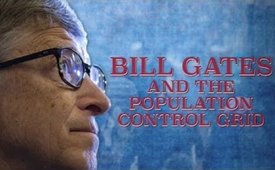 BILL GATES
AND THE
POPULATION
CONTROL GRID